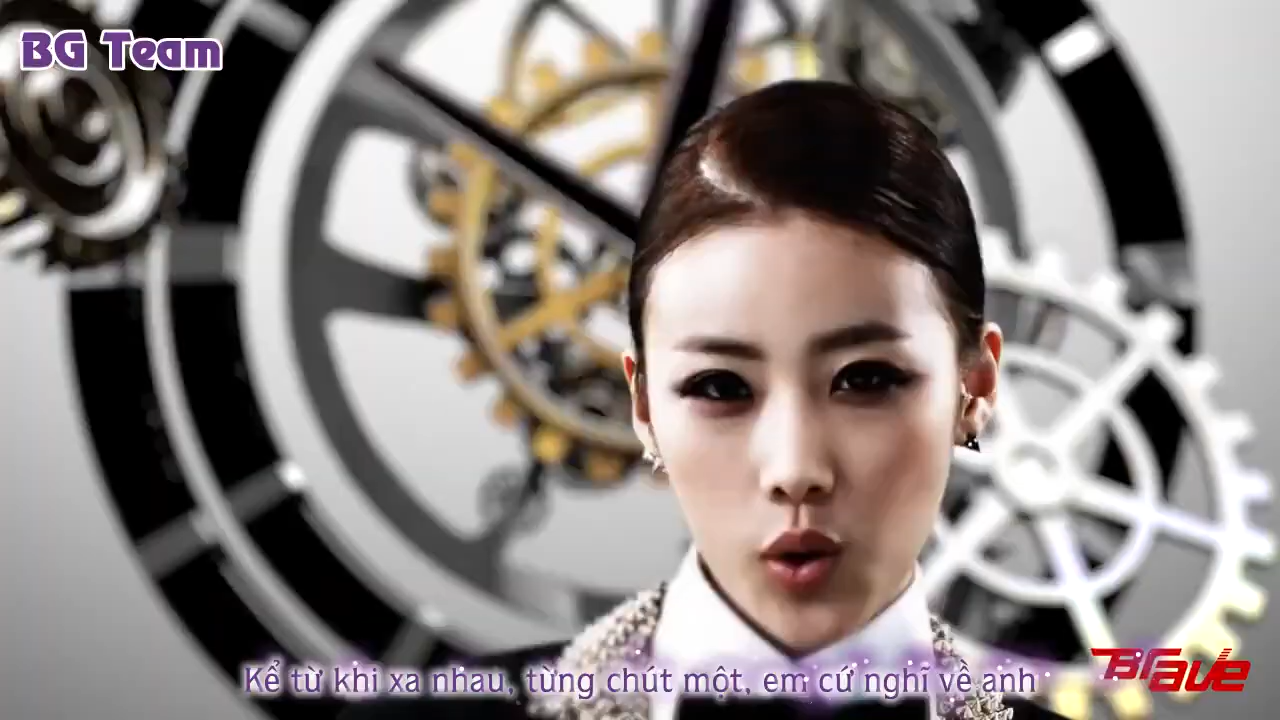 BG Team
Kể từ khi xa nhau, từng chút một, em cứ nghĩ về anh
Brave